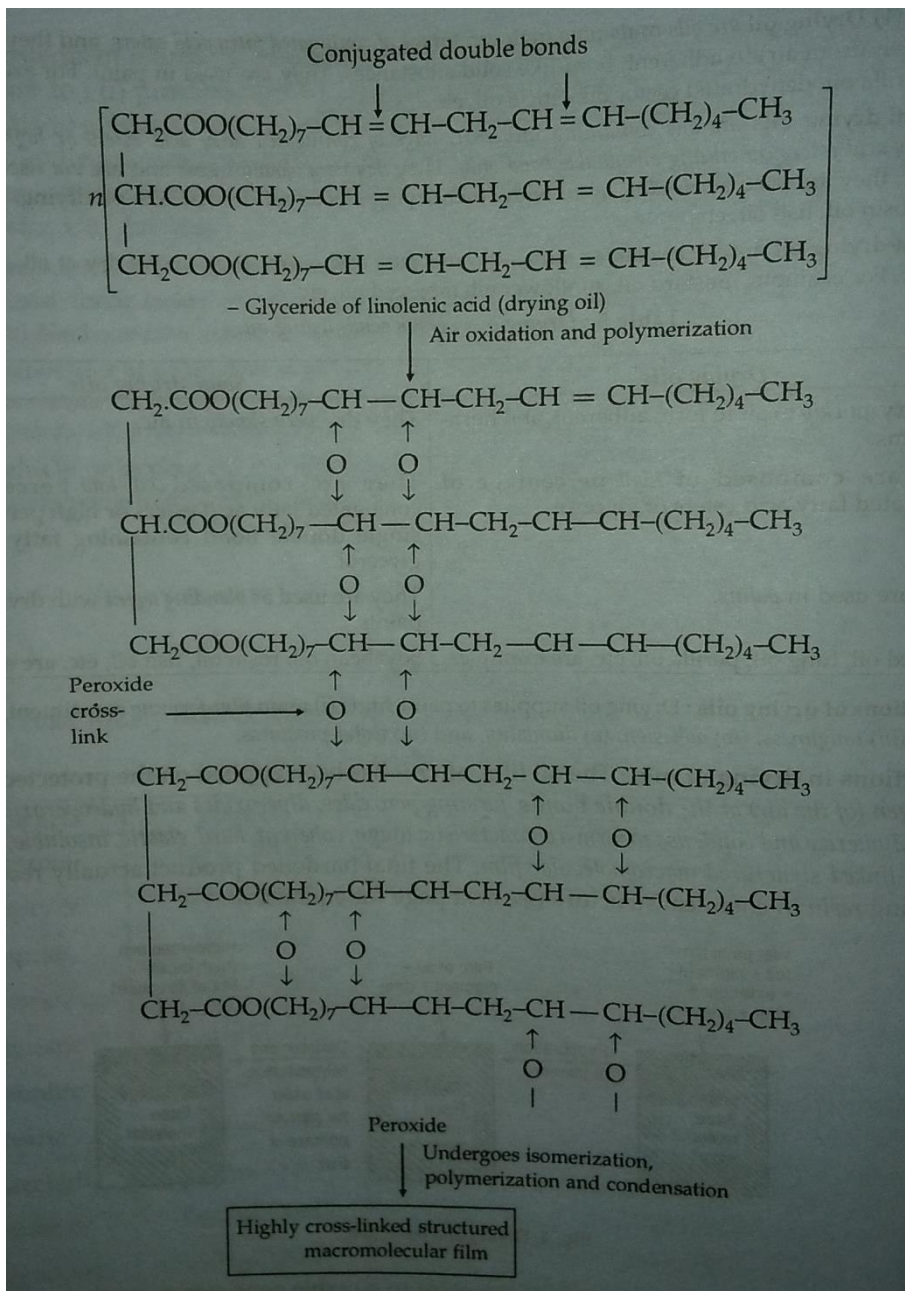 Conjugated double bonds
CH₂COO(CH₂)₇–CH = CH–CH₂–CH = CH–(CH₂)₄–CH₃
n CH.COO(CH₂)₇–CH = CH–CH₂–CH = CH–(CH₂)₄–CH₃
CH₂COO(CH₂)₇–CH = CH–CH₂–CH = CH–(CH₂)₄–CH₃
– Glyceride of linolenic acid (drying oil)
Air oxidation and polymerization
CH₂.COO(CH₂)₇–CH — CH–CH₂–CH = CH–(CH₂)₄–CH₃
↑ ↑
O O
↓ ↓
CH.COO(CH₂)₇ —CH — CH–CH₂–CH—CH–(CH₂)₄–CH₃
↑ ↑
O O
↓ ↓
CH₂COO(CH₂)₇–CH— CH–CH₂ —CH — CH—(CH₂)₄–CH₃
↑ ↑
Peroxide
cross-
link
O O
↓ ↓
CH₂–COO(CH₂)₇–CH—CH–CH₂– CH — CH–(CH₂)₄–CH₃
↑ ↑
O O
↓ ↓
CH₂–COO(CH₂)₇–CH—CH–CH₂–CH — CH–(CH₂)₄–CH₃
↑ ↑
O O
↓ ↓
CH₂–COO(CH₂)₇–CH—CH–CH₂–CH — CH–(CH₂)₄–CH₃
↑ ↑
O O
Peroxide
Undergoes isomerization,
polymerization and condensation
Highly cross-linked structured
macromolecular film